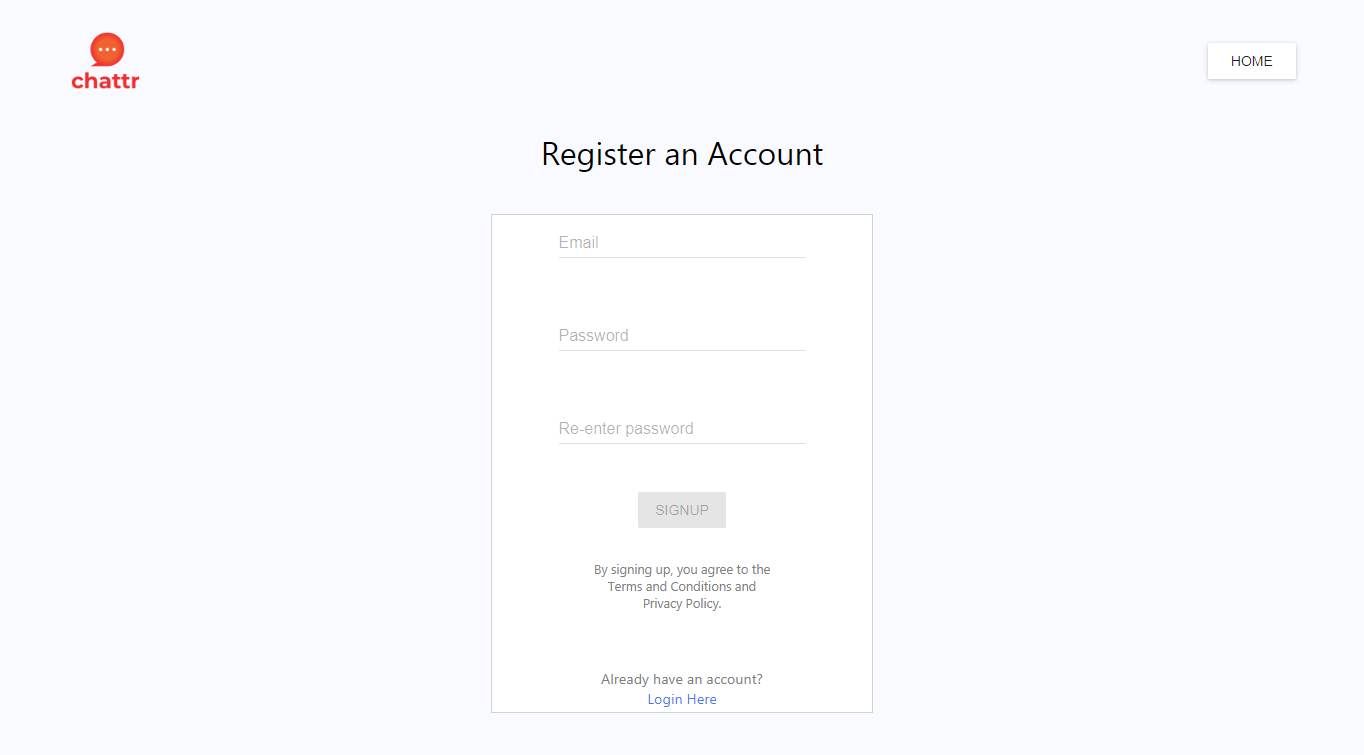 chattr
HOME
Register an Account
Email
Password
Re-enter password
SIGNUP
By signing up, you agree to the
Terms and Conditions and
Privacy Policy.
Already have an account?
Login Here